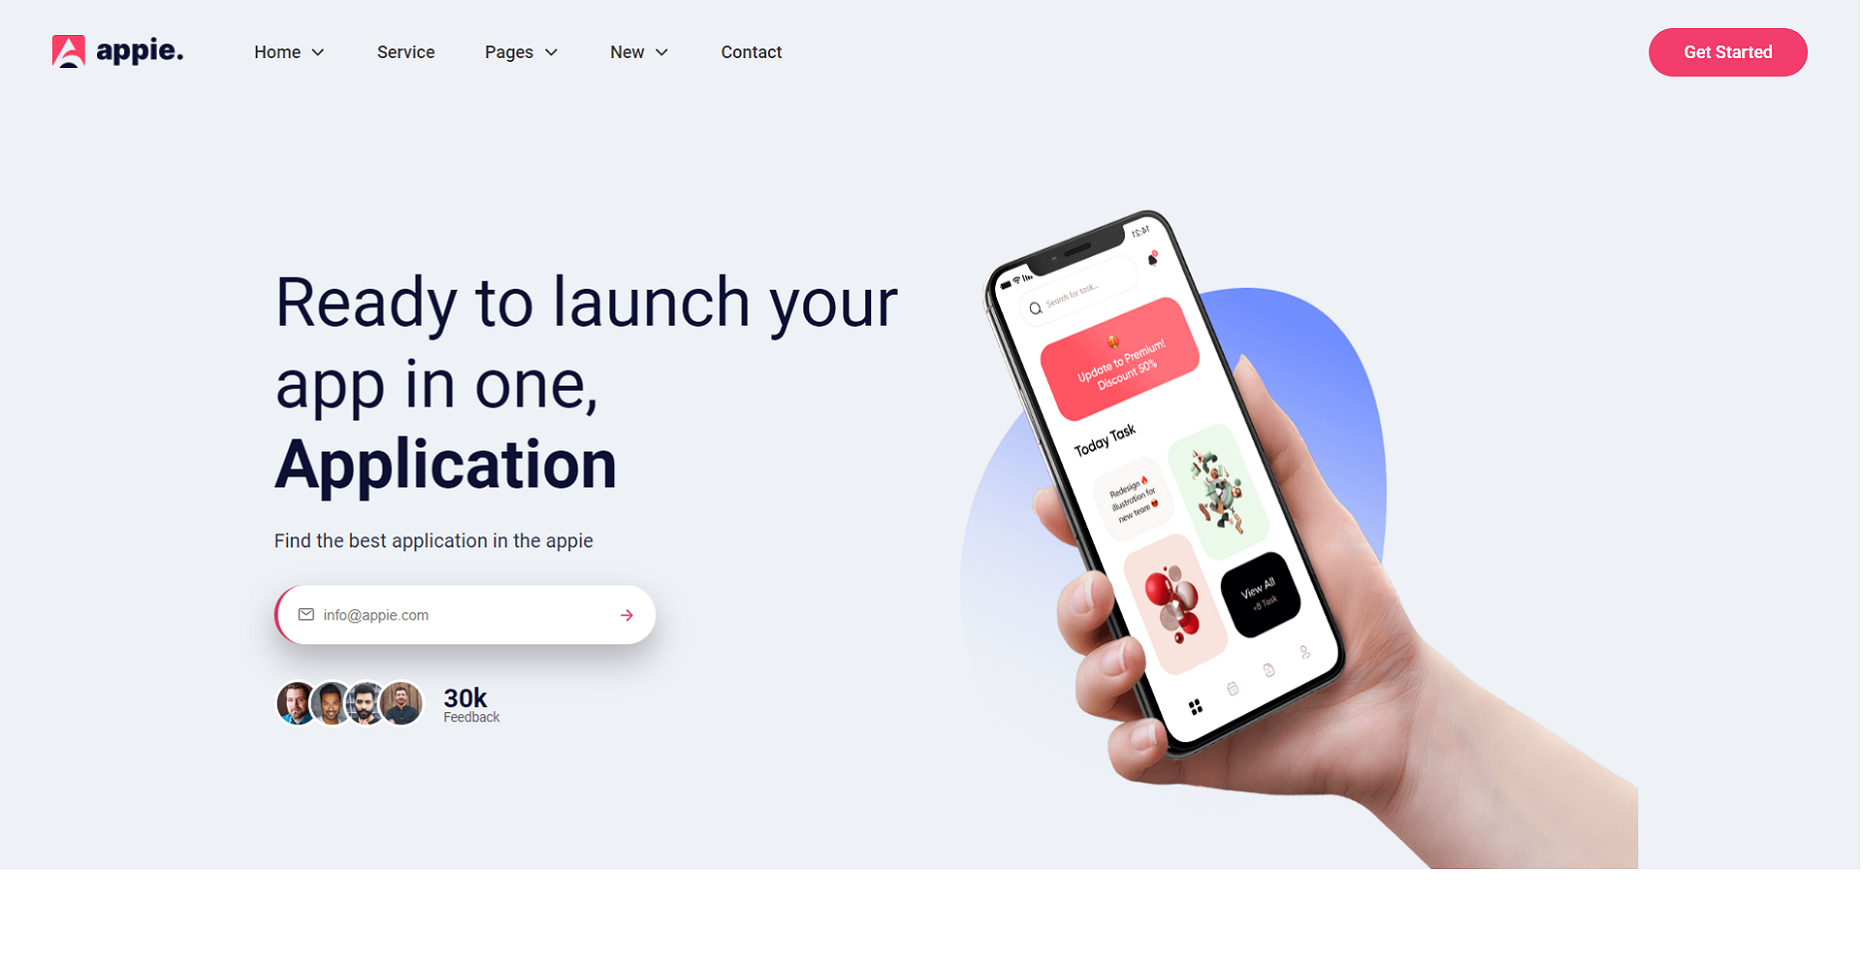 appie.
Home
Service
Pages
New
Contact
Get Started
Ready to launch your
app in one,
Application
Find the best application in the appie
info@appie.com
30k
Feedback
14:21
Search for task...
Update to Premium!
Discount 50%
Today Task
Redesign
illustration for
new team
View All
+8 Task